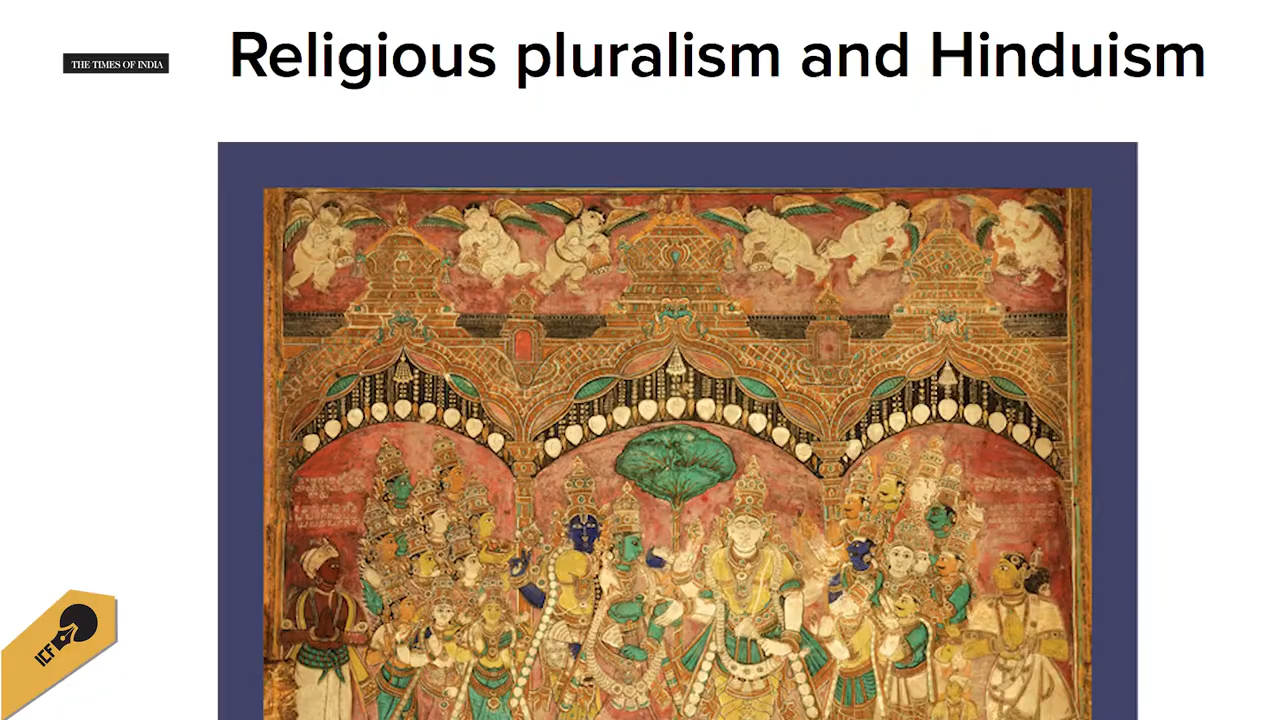 THE TIMES OF INDIA
Religious pluralism and Hinduism
ICF